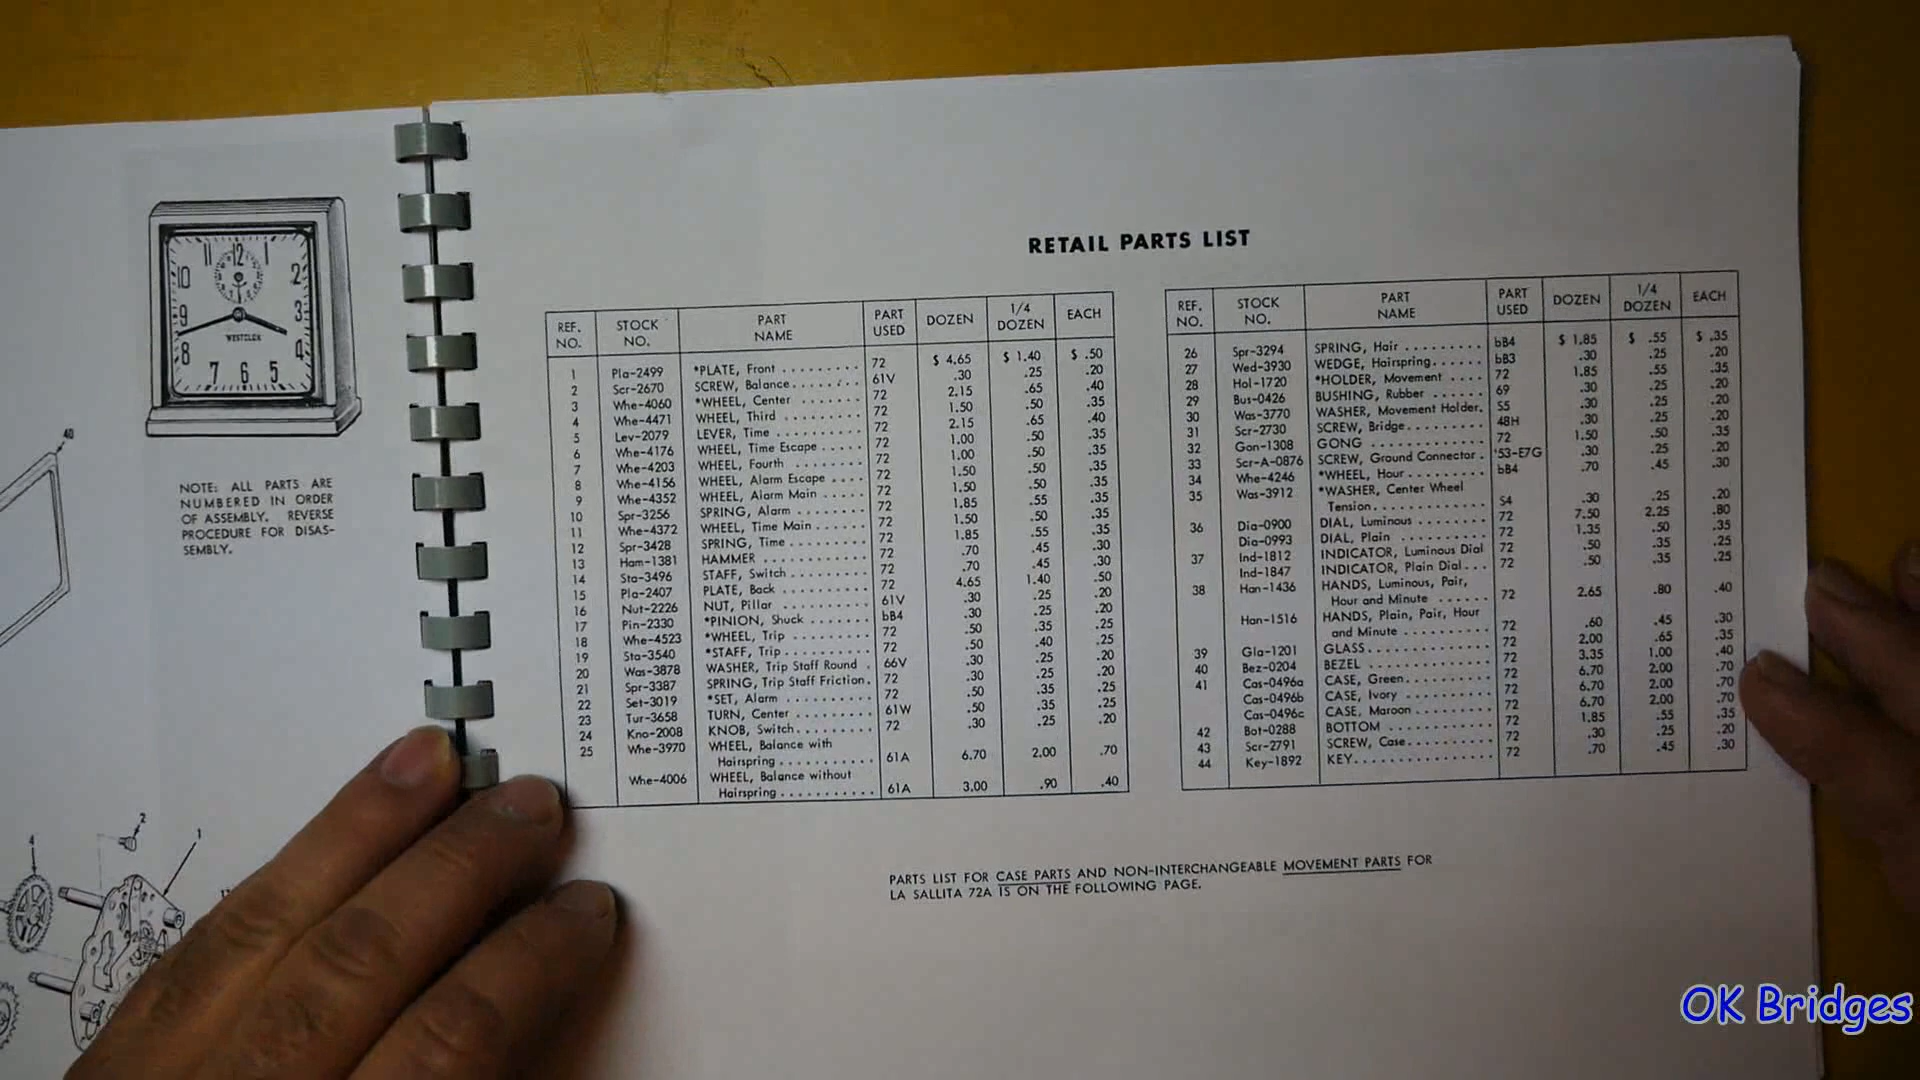 11 12 1
10 2
9 3
8 4
7 6 5
WESTCLOX
40
NOTE: ALL PARTS ARE
NUMBERED IN ORDER
OF ASSEMBLY. REVERSE
PROCEDURE FOR DISAS-
SEMBLY.
2
4
1
RETAIL PARTS LIST
REF. NO. STOCK NO. PART NAME PART USED DOZEN 1/4 DOZEN EACH
1 Pla-2499 *PLATE, Front 72 $ 4.65 $ 1.40 $ .50
2 Scr-2670 SCREW, Balance 61V .30 .25 .20
3 Whe-4060 *WHEEL, Center 72 2.15 .65 .40
4 Whe-4471 WHEEL, Third 72 1.50 .50 .35
5 Lev-2079 LEVER, Time 72 2.15 .65 .40
6 Whe-4176 WHEEL, Time Escape 72 1.00 .50 .35
7 Whe-4203 WHEEL, Fourth 72 1.00 .50 .35
8 Whe-4156 WHEEL, Alarm Escape 72 1.50 .50 .35
9 Whe-4352 WHEEL, Alarm Main 72 1.50 .50 .35
10 Spr-3256 SPRING, Alarm 72 1.85 .55 .35
11 Whe-4372 WHEEL, Time Main 72 1.50 .50 .35
12 Spr-3428 SPRING, Time 72 1.85 .55 .35
13 Ham-1381 HAMMER 72 .70 .45 .30
14 Sta-3496 STAFF, Switch 72 .70 .45 .30
15 Pla-2407 PLATE, Back 72 4.65 1.40 .50
16 Nut-2226 NUT, Pillar 61V .30 .25 .20
17 Pin-2330 *PINION, Shuck bB4 .30 .25 .20
18 Whe-4523 *WHEEL, Trip 72 .50 .35 .25
19 Sta-3540 *STAFF, Trip 72 .50 .40 .25
20 Was-3878 WASHER, Trip Staff Round 66V .30 .25 .20
21 Spr-3387 SPRING, Trip Staff Friction 72 .30 .25 .20
22 Set-3019 *SET, Alarm 72 .50 .35 .25
23 Tur-3658 TURN, Center 61W .50 .35 .25
24 Kno-2008 KNOB, Switch 72 .30 .25 .20
25 Whe-3970 WHEEL, Balance with
Hairspring 61A 6.70 2.00 .70
Whe-4006 WHEEL, Balance without
Hairspring 61A 3.00 .90 .40
REF. NO. STOCK NO. PART NAME PART USED DOZEN 1/4 DOZEN EACH
26 Spr-3294 SPRING, Hair bB4 $ 1.85 $ .55 $ .35
27 Wed-3930 WEDGE, Hairspring bB3 .30 .25 .20
28 Hol-1720 *HOLDER, Movement 72 1.85 .55 .35
29 Bus-0426 BUSHING, Rubber 69 .30 .25 .20
30 Was-3770 WASHER, Movement Holder. S5 .30 .25 .20
31 Scr-2730 SCREW, Bridge 48H .30 .25 .20
32 Gon-1308 GONG 72 1.50 .50 .35
33 Scr-A-0876 SCREW, Ground Connector '53-E7G .30 .25 .20
34 Whe-4246 *WHEEL, Hour bB4 .70 .45 .30
35 Was-3912 *WASHER, Center Wheel
Tension S4 .30 .25 .20
36 Dia-0900 DIAL, Luminous 72 7.50 2.25 .80
Dia-0993 DIAL, Plain 72 1.35 .50 .35
37 Ind-1812 INDICATOR, Luminous Dial 72 .50 .35 .25
Ind-1847 INDICATOR, Plain Dial 72 .50 .35 .25
38 Han-1436 HANDS, Luminous, Pair,
Hour and Minute 72 2.65 .80 .40
Han-1516 HANDS, Plain, Pair, Hour
and Minute 72 .60 .45 .30
39 Gla-1201 GLASS 72 2.00 .65 .35
40 Bez-0204 BEZEL 72 3.35 1.00 .40
41 Cas-0496a CASE, Green 72 6.70 2.00 .70
Cas-0496b CASE, Ivory 72 6.70 2.00 .70
Cas-0496c CASE, Maroon 72 6.70 2.00 .70
42 Bot-0288 BOTTOM 72 1.85 .55 .35
43 Scr-2791 SCREW, Case 72 .30 .25 .20
44 Key-1892 KEY 72 .70 .45 .30
PARTS LIST FOR CASE PARTS AND NON-INTERCHANGEABLE MOVEMENT PARTS FOR
LA SALLITA 72A IS ON THE FOLLOWING PAGE.
OK Bridges